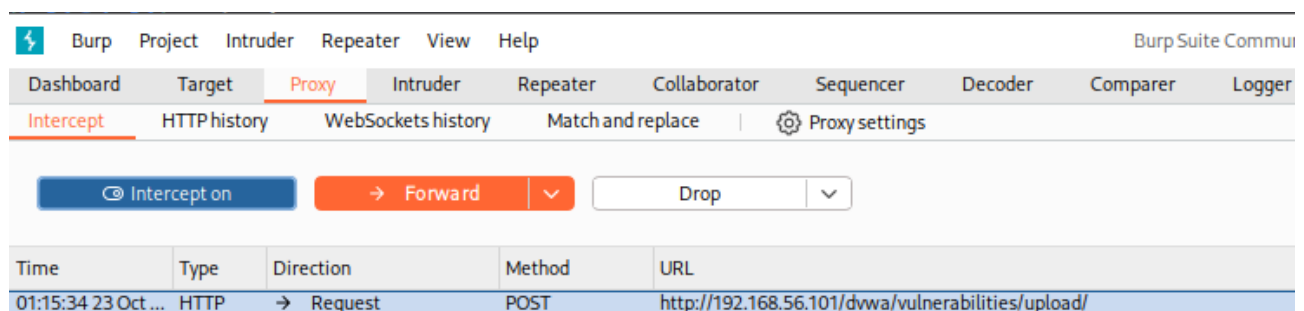 Burp Project Intruder Repeater View Help Burp Suite Commun
Dashboard Target Proxy Intruder Repeater Collaborator Sequencer Decoder Comparer Logger
Intercept HTTP history WebSockets history Match and replace Proxy settings
Intercept on → Forward Drop
Time Type Direction Method URL
01:15:34 23 Oct ... HTTP → Request POST http://192.168.56.101/dvwa/vulnerabilities/upload/